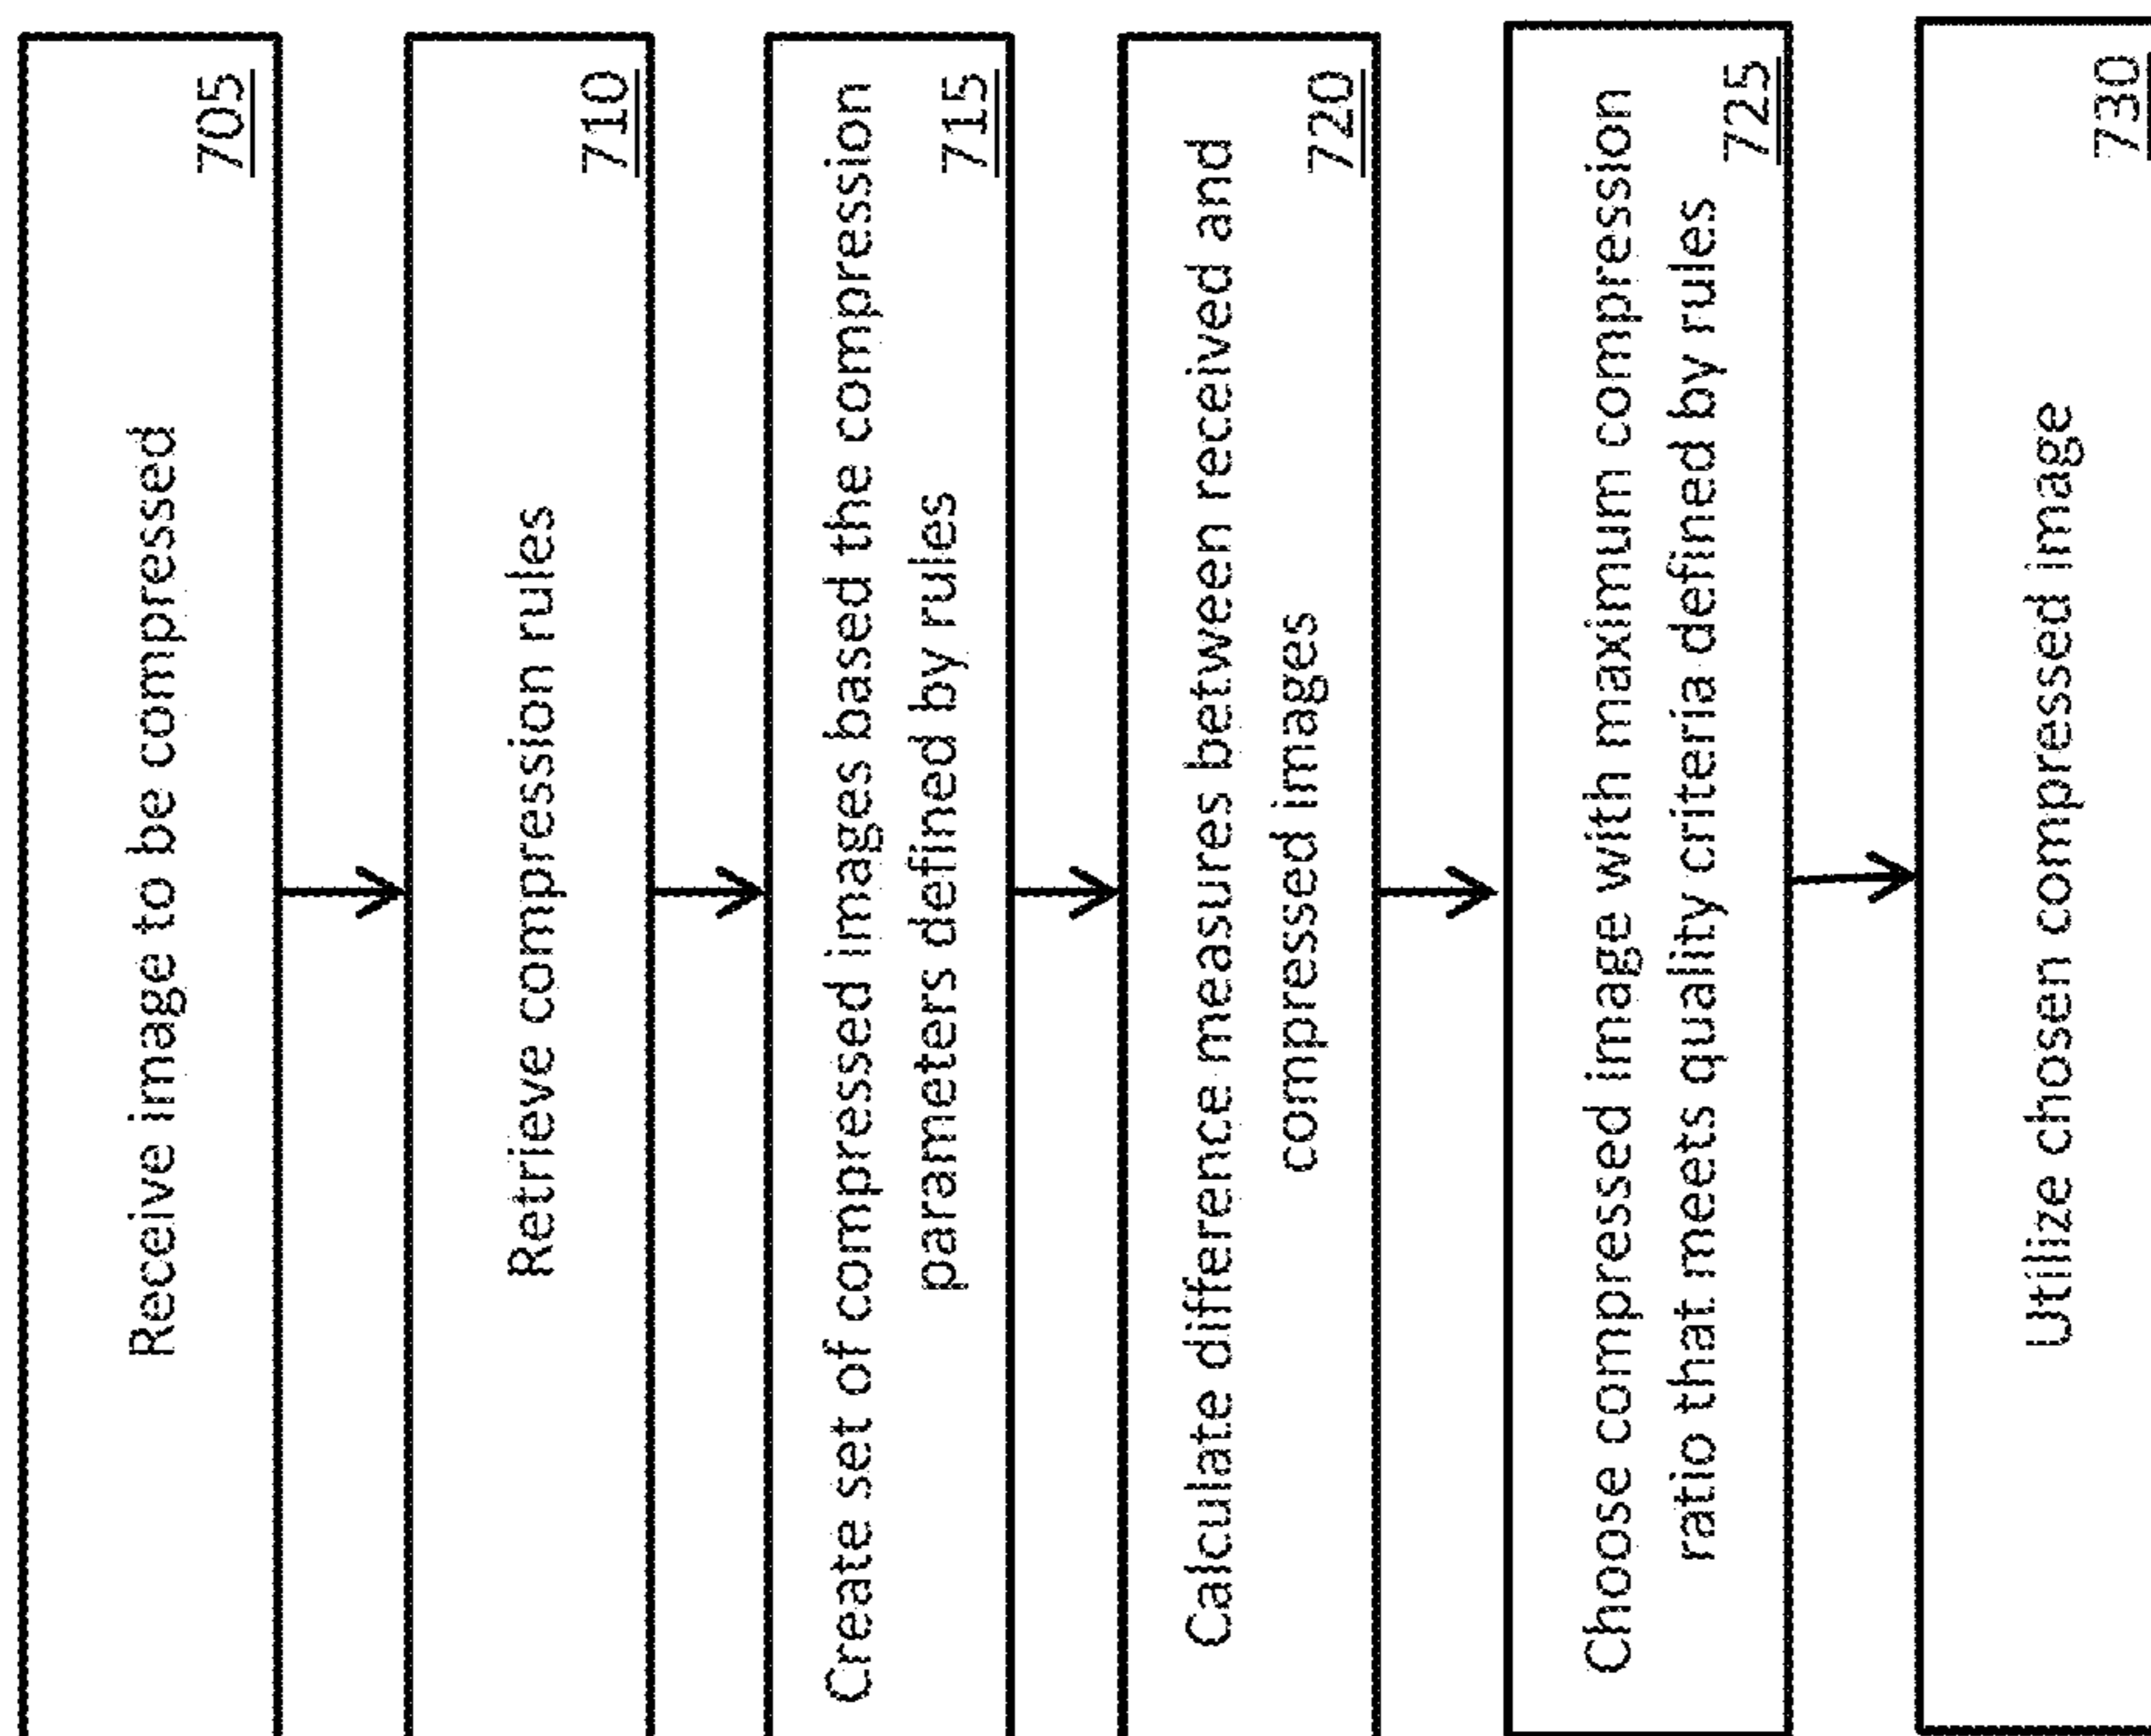 Receive image to be compressed
705
Retrieve compression rules
710
Create set of compressed images based the compression
parameters defined by rules
715
Calculate difference measures between received and
compressed images
720
Choose compressed image with maximum compression
ratio that meets quality criteria defined by rules
725
Utilize chosen compressed image
730